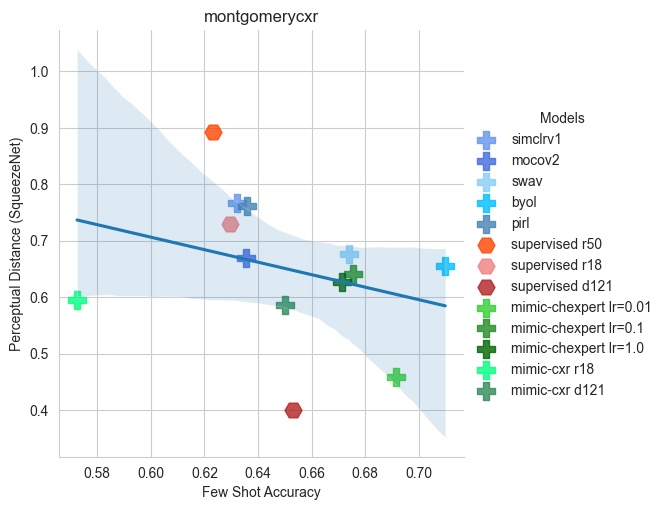 montgomerycxr
Perceptual Distance (SqueezeNet)
1.0
0.9
0.8
0.7
0.6
0.5
0.4
0.58 0.60 0.62 0.64 0.66 0.68 0.70
Few Shot Accuracy
Models
simclrv1
mocov2
swav
byol
pirl
supervised r50
supervised r18
supervised d121
mimic-chexpert lr=0.01
mimic-chexpert lr=0.1
mimic-chexpert lr=1.0
mimic-cxr r18
mimic-cxr d121